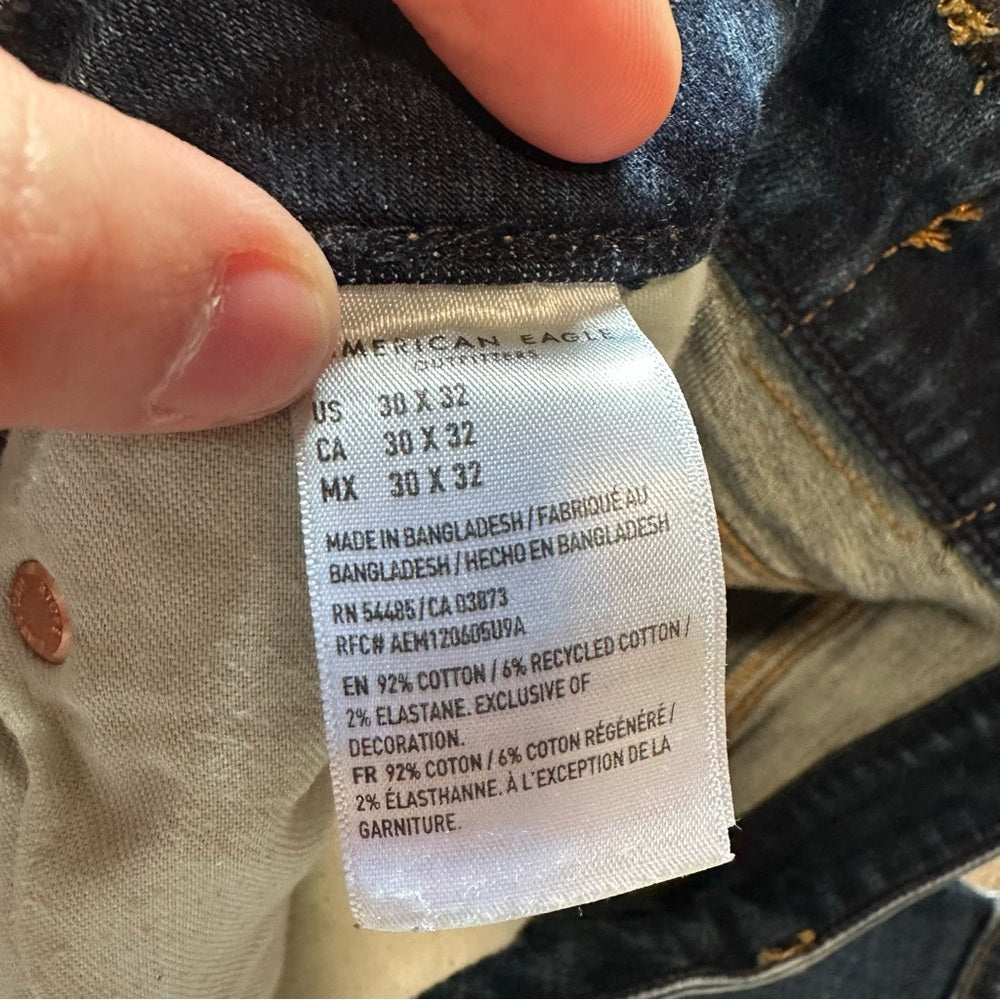 MERICAN EAGLE
OUTFITTERS
US 30 X 32
CA 30 X 32
MX 30 X 32
MADE IN BANGLADESH / FABRIQUÉ AU
BANGLADESH / HECHO EN BANGLADESH
RN 54485 / CA 03873
RFC# AEM120605U9A
EN 92% COTTON / 6% RECYCLED COTTON /
2% ELASTANE. EXCLUSIVE OF
DECORATION.
FR 92% COTON / 6% COTON RÉGÉNÉRÉ /
2% ÉLASTHANNE. À L'EXCEPTION DE LA
GARNITURE.